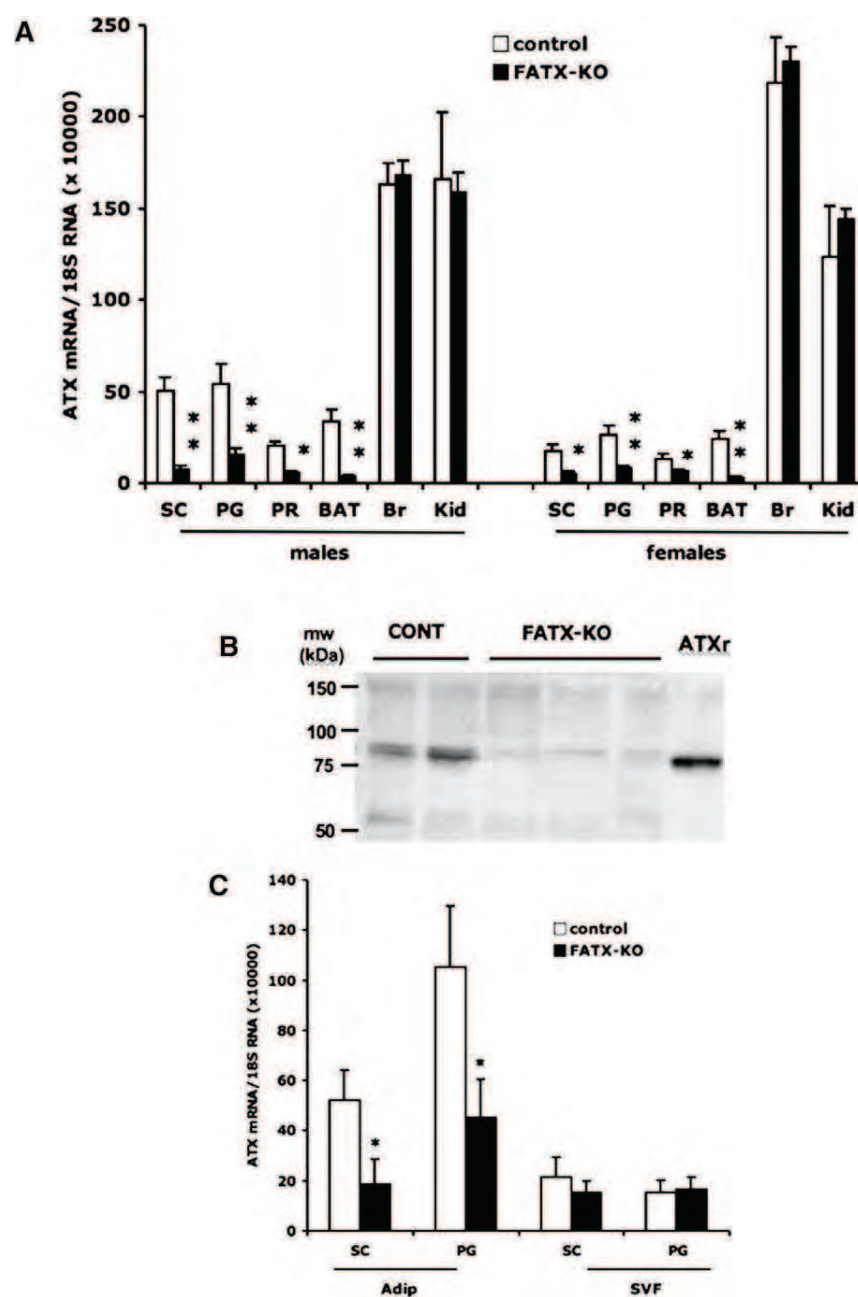 A
250
200
150
100
50
0
ATX mRNA/18S RNA (x 10000)
control
FATX-KO
* * * * * * *
* * * * *
SC PG PR BAT Br Kid SC PG PR BAT Br Kid
males females
B
mw
(kDa)
CONT FATX-KO ATXr
150
100
75
50
C
140
120
100
80
60
40
20
0
ATX mRNA/18S RNA (x10000)
control
FATX-KO
*
*
SC PG SC PG
Adip SVF